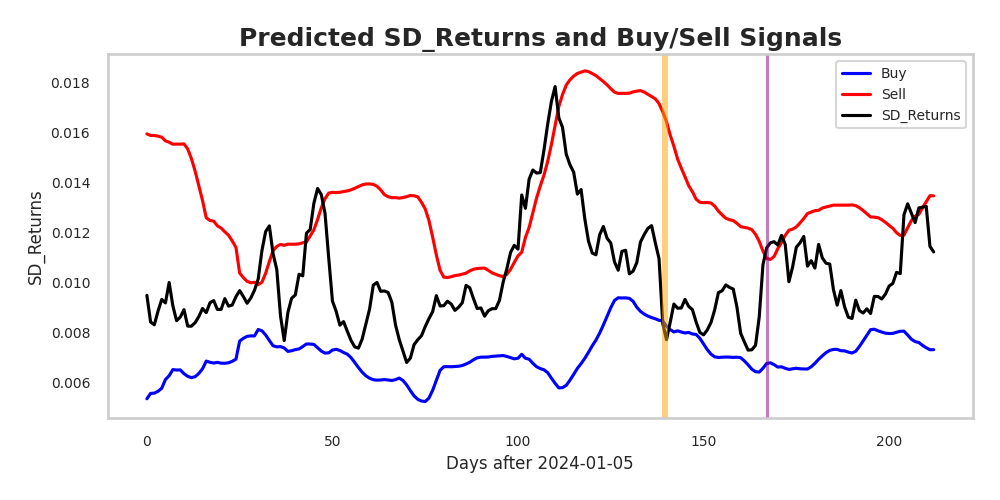 Predicted SD_Returns and Buy/Sell Signals
SD_Returns
0.018
0.016
0.014
0.012
0.010
0.008
0.006
Buy
Sell
SD_Returns
0 50 100 150 200
Days after 2024-01-05